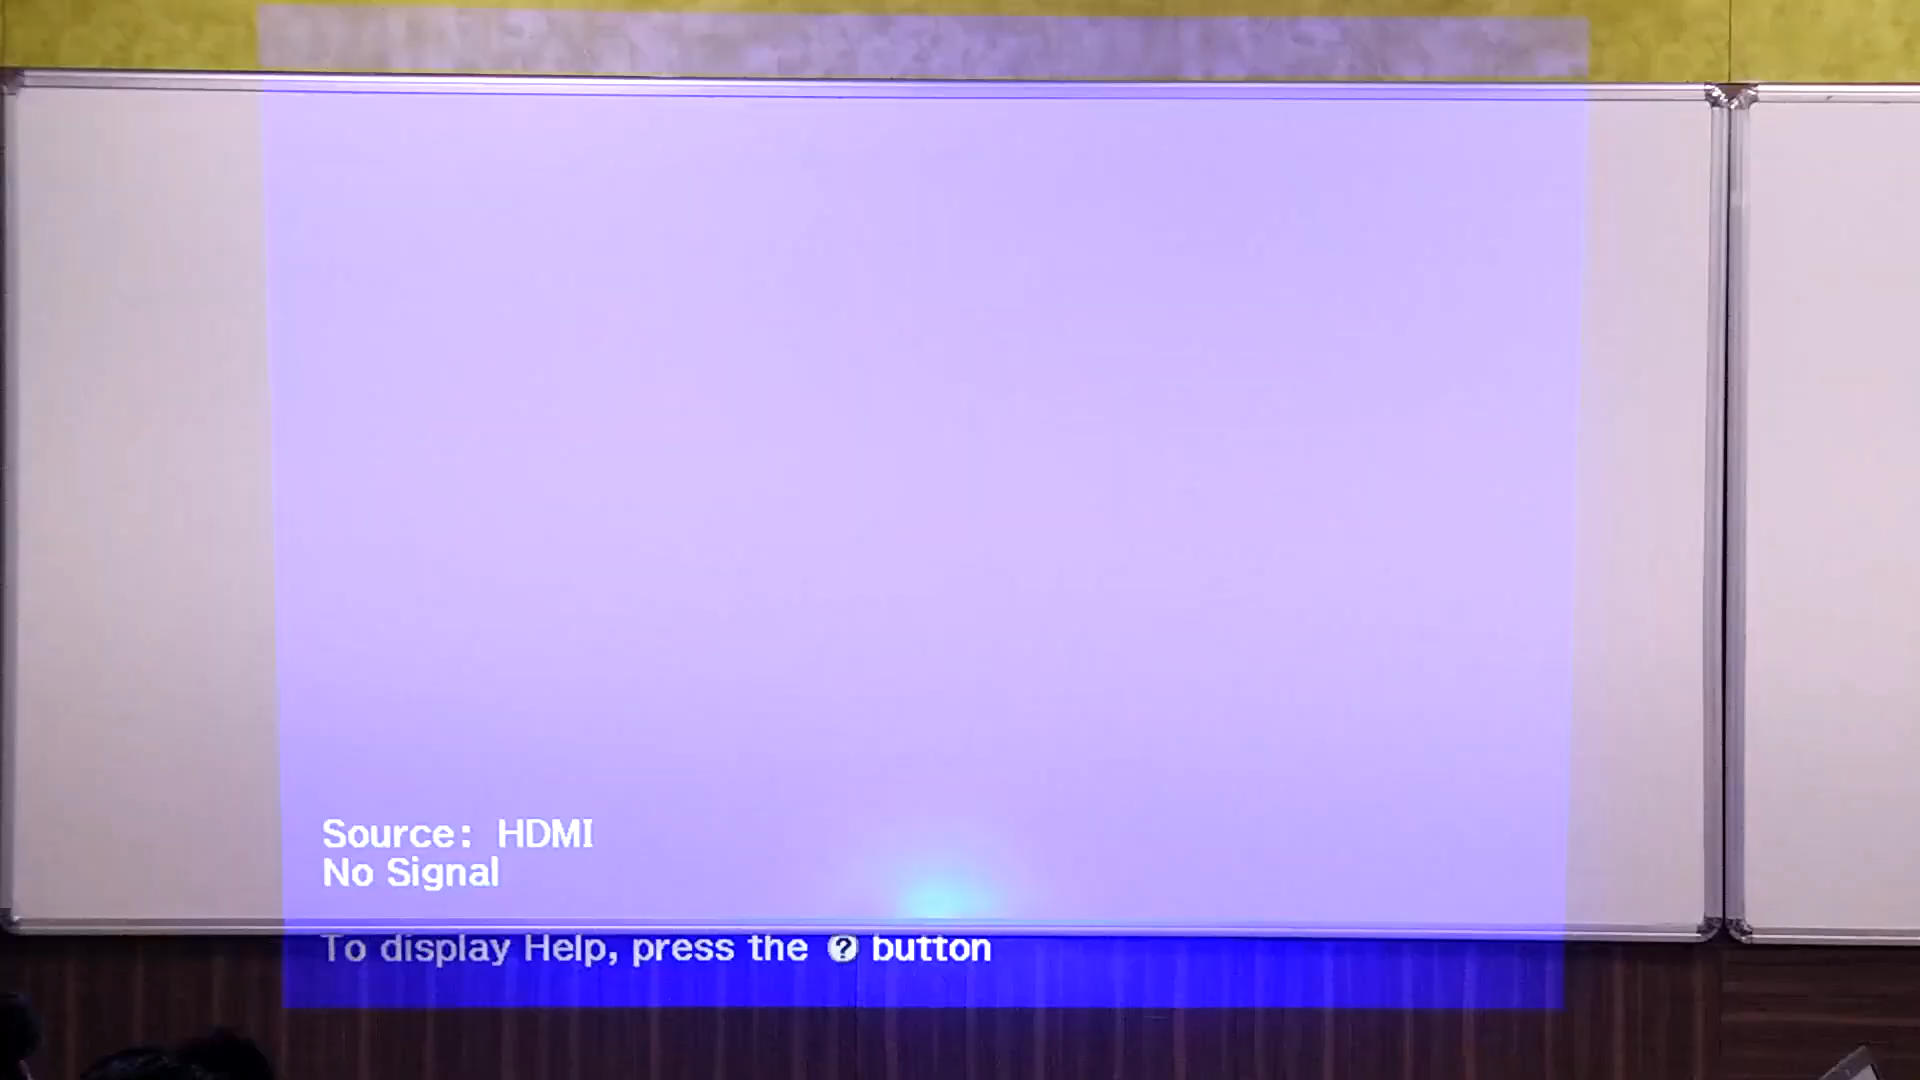 Source: HDMI
No Signal
To display Help, press the ? button